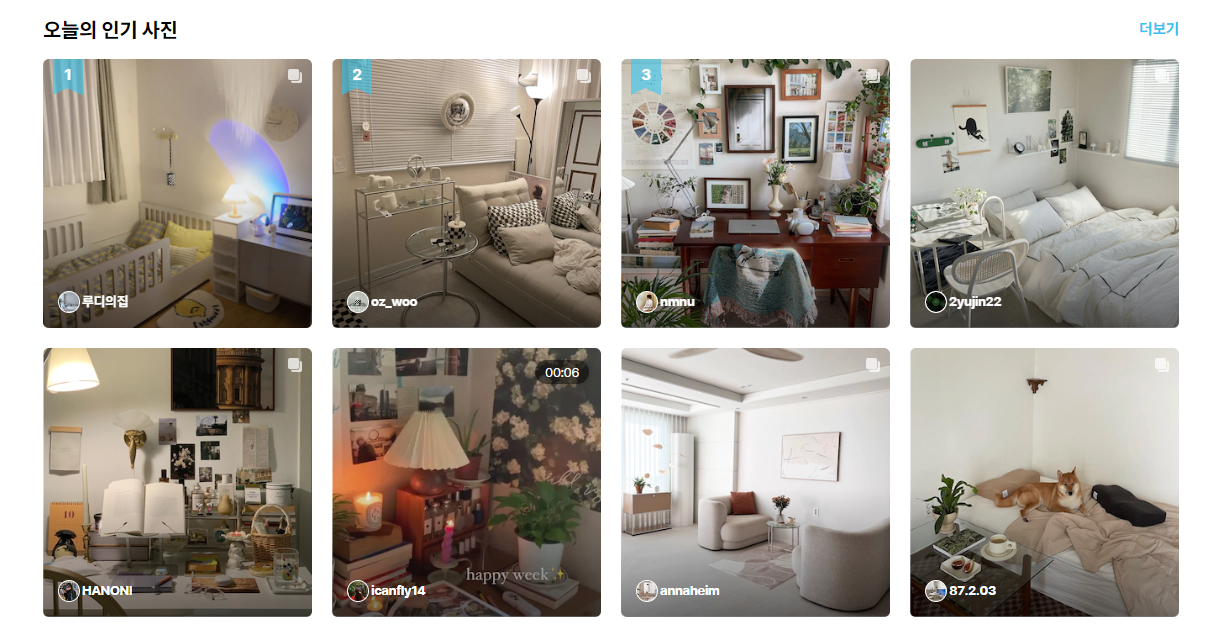 오늘의 인기 사진
더보기
1
2
3
루디의집
oz_woo
nmnu
2yujin22
00:06
10
happy week ✨
HANONI
icanfly14
annaheim
87.2.03